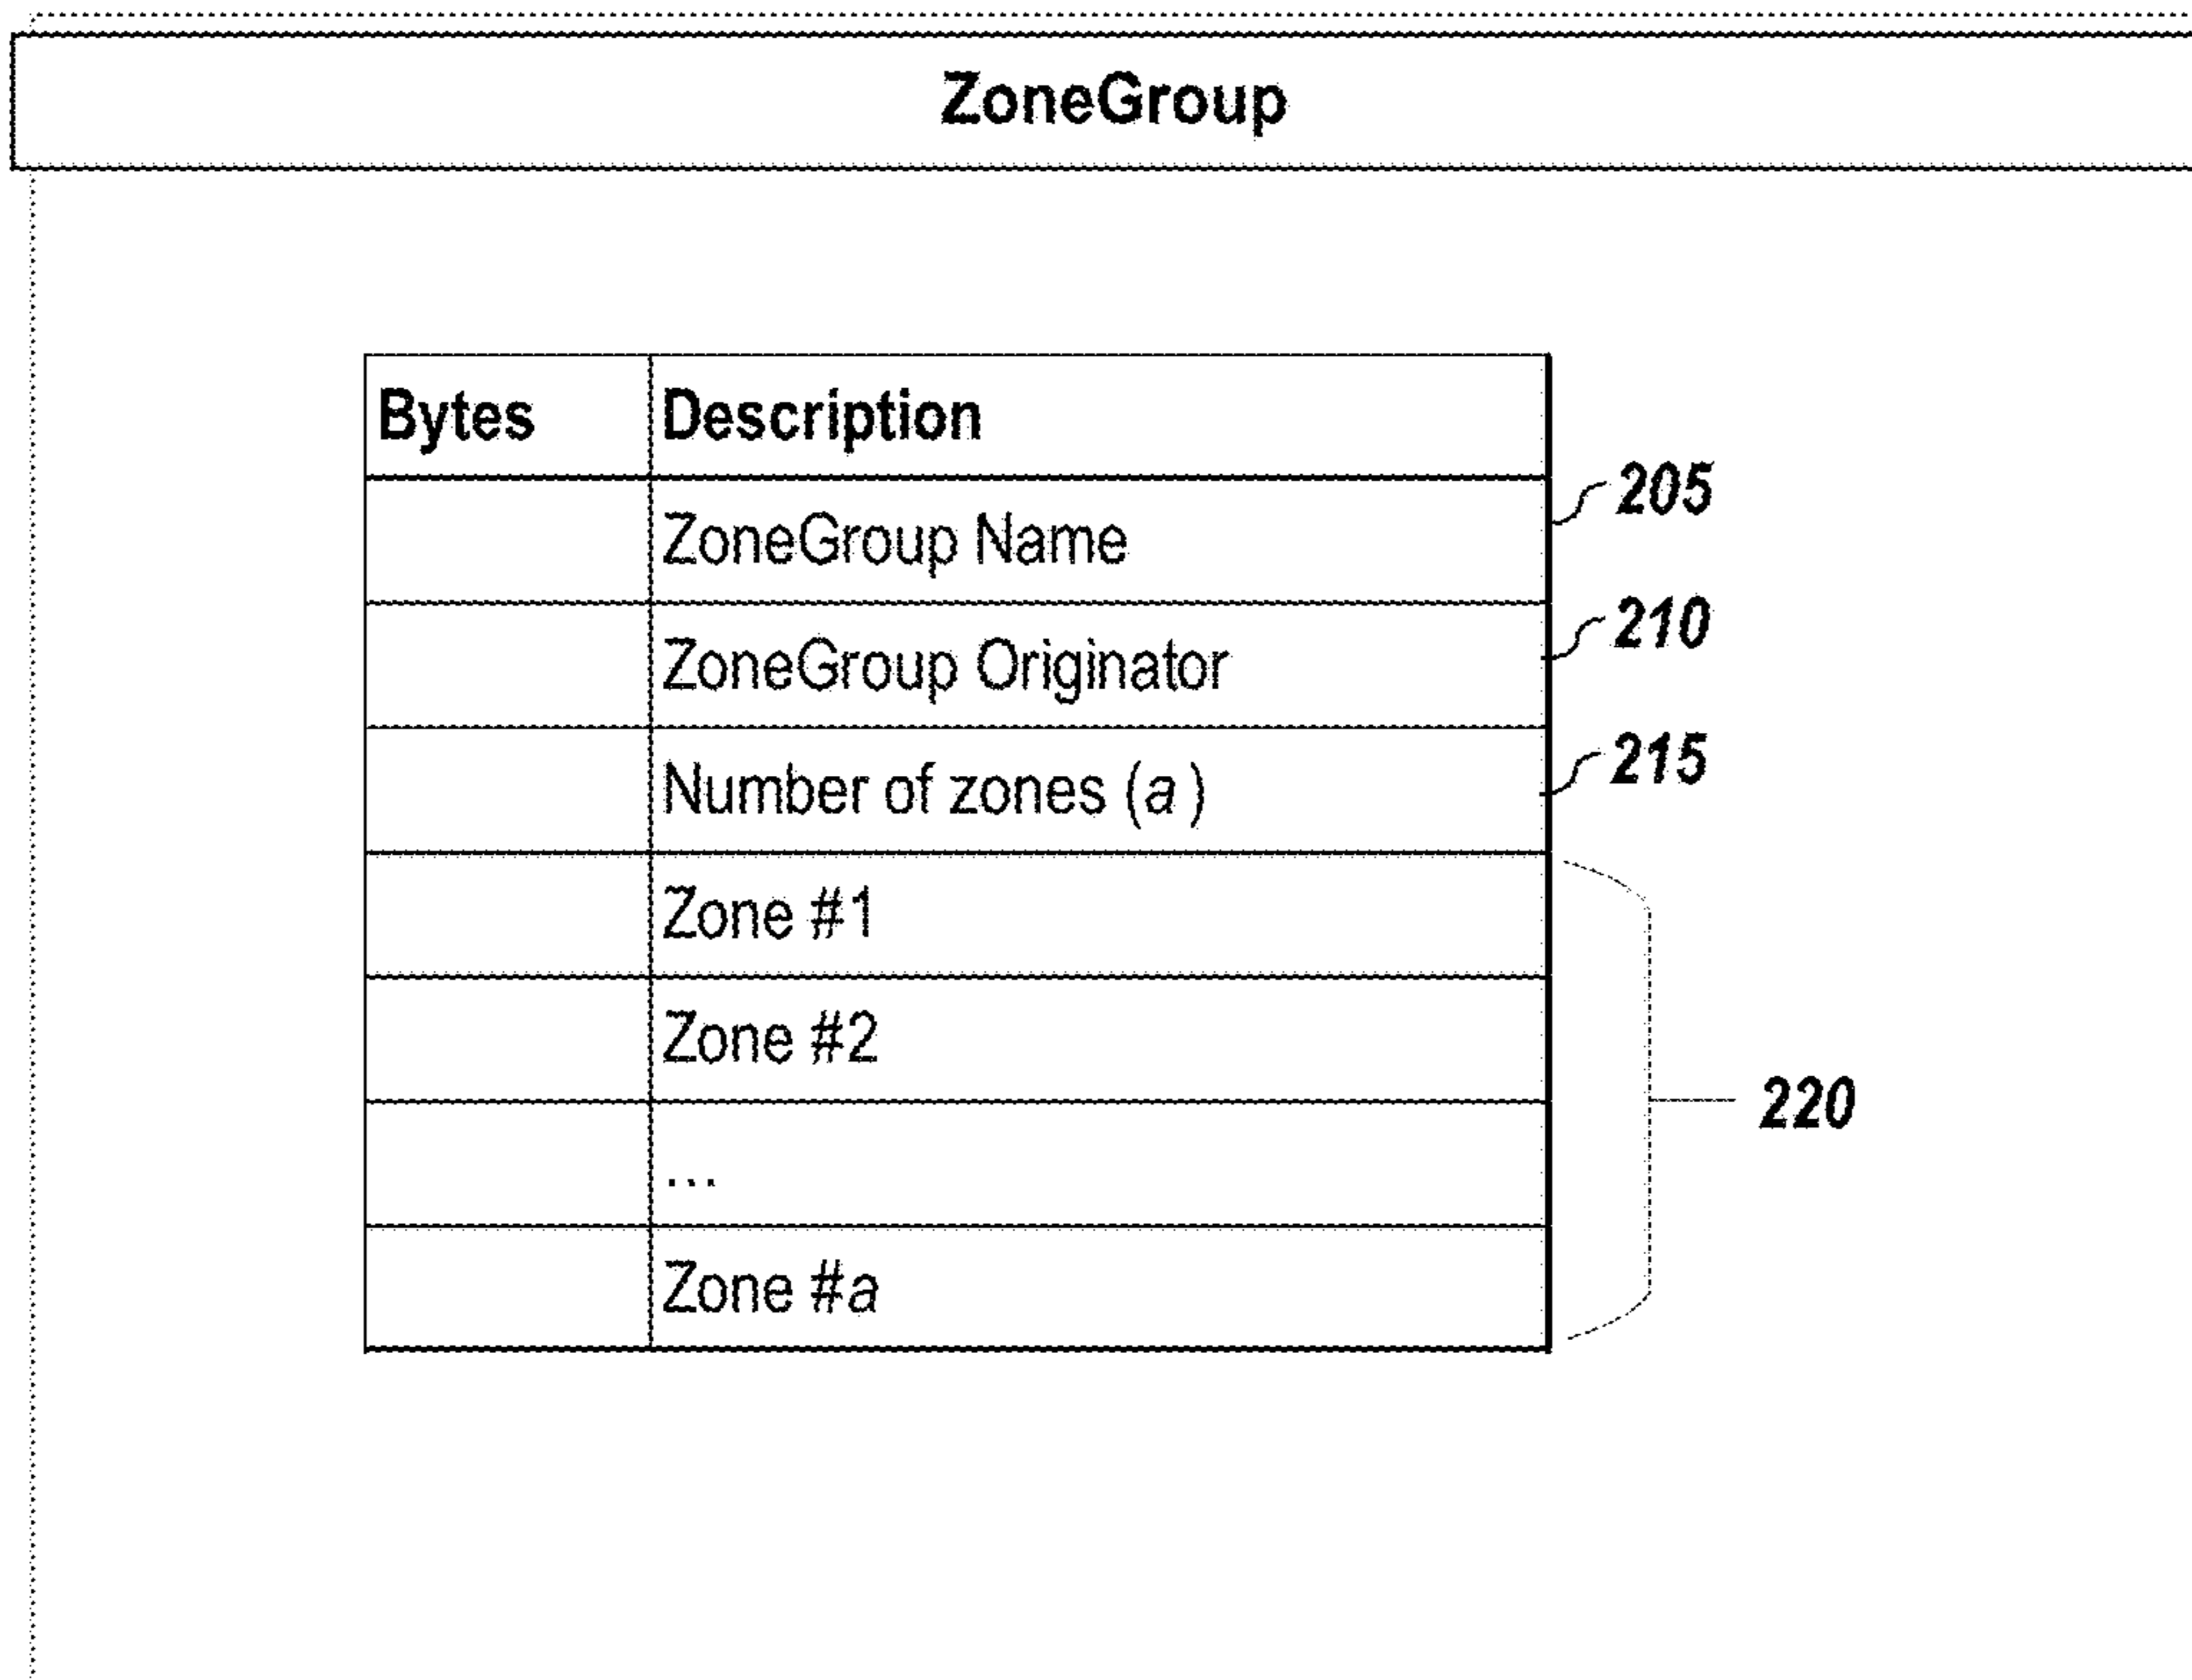 ZoneGroup
Bytes Description
ZoneGroup Name 205
ZoneGroup Originator 210
Number of zones (a) 215
Zone #1
Zone #2
220
...
Zone #a